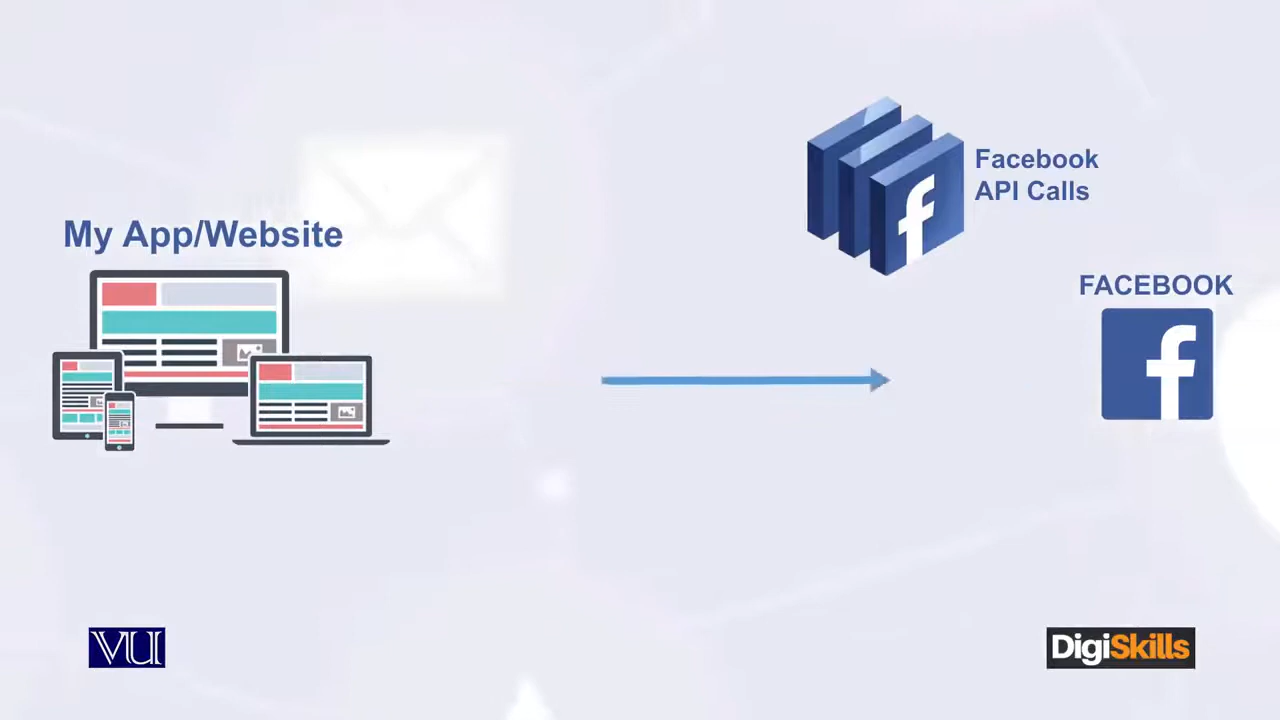 Facebook
API Calls
My App/Website
FACEBOOK
VU
DigiSkills